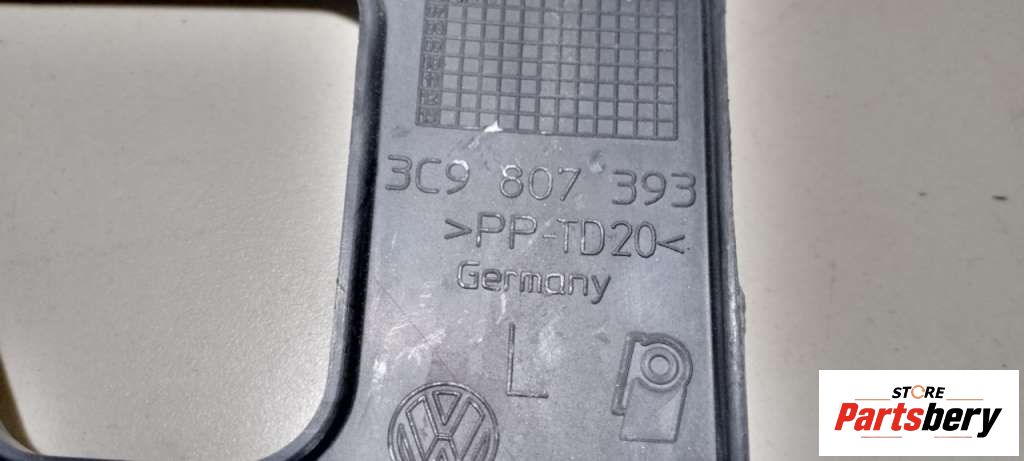 3C9 807 393
>PP-TD20<
Germany
L
STORE
Partsbery